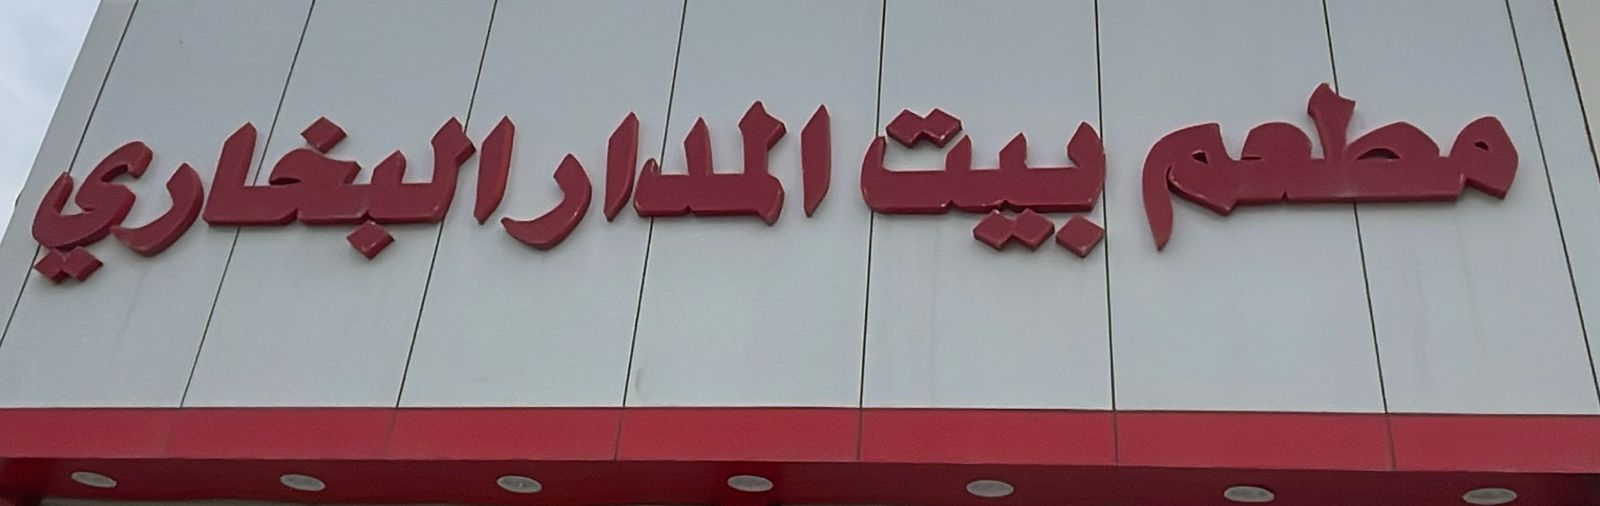 مطعم بيت المدار البخاري